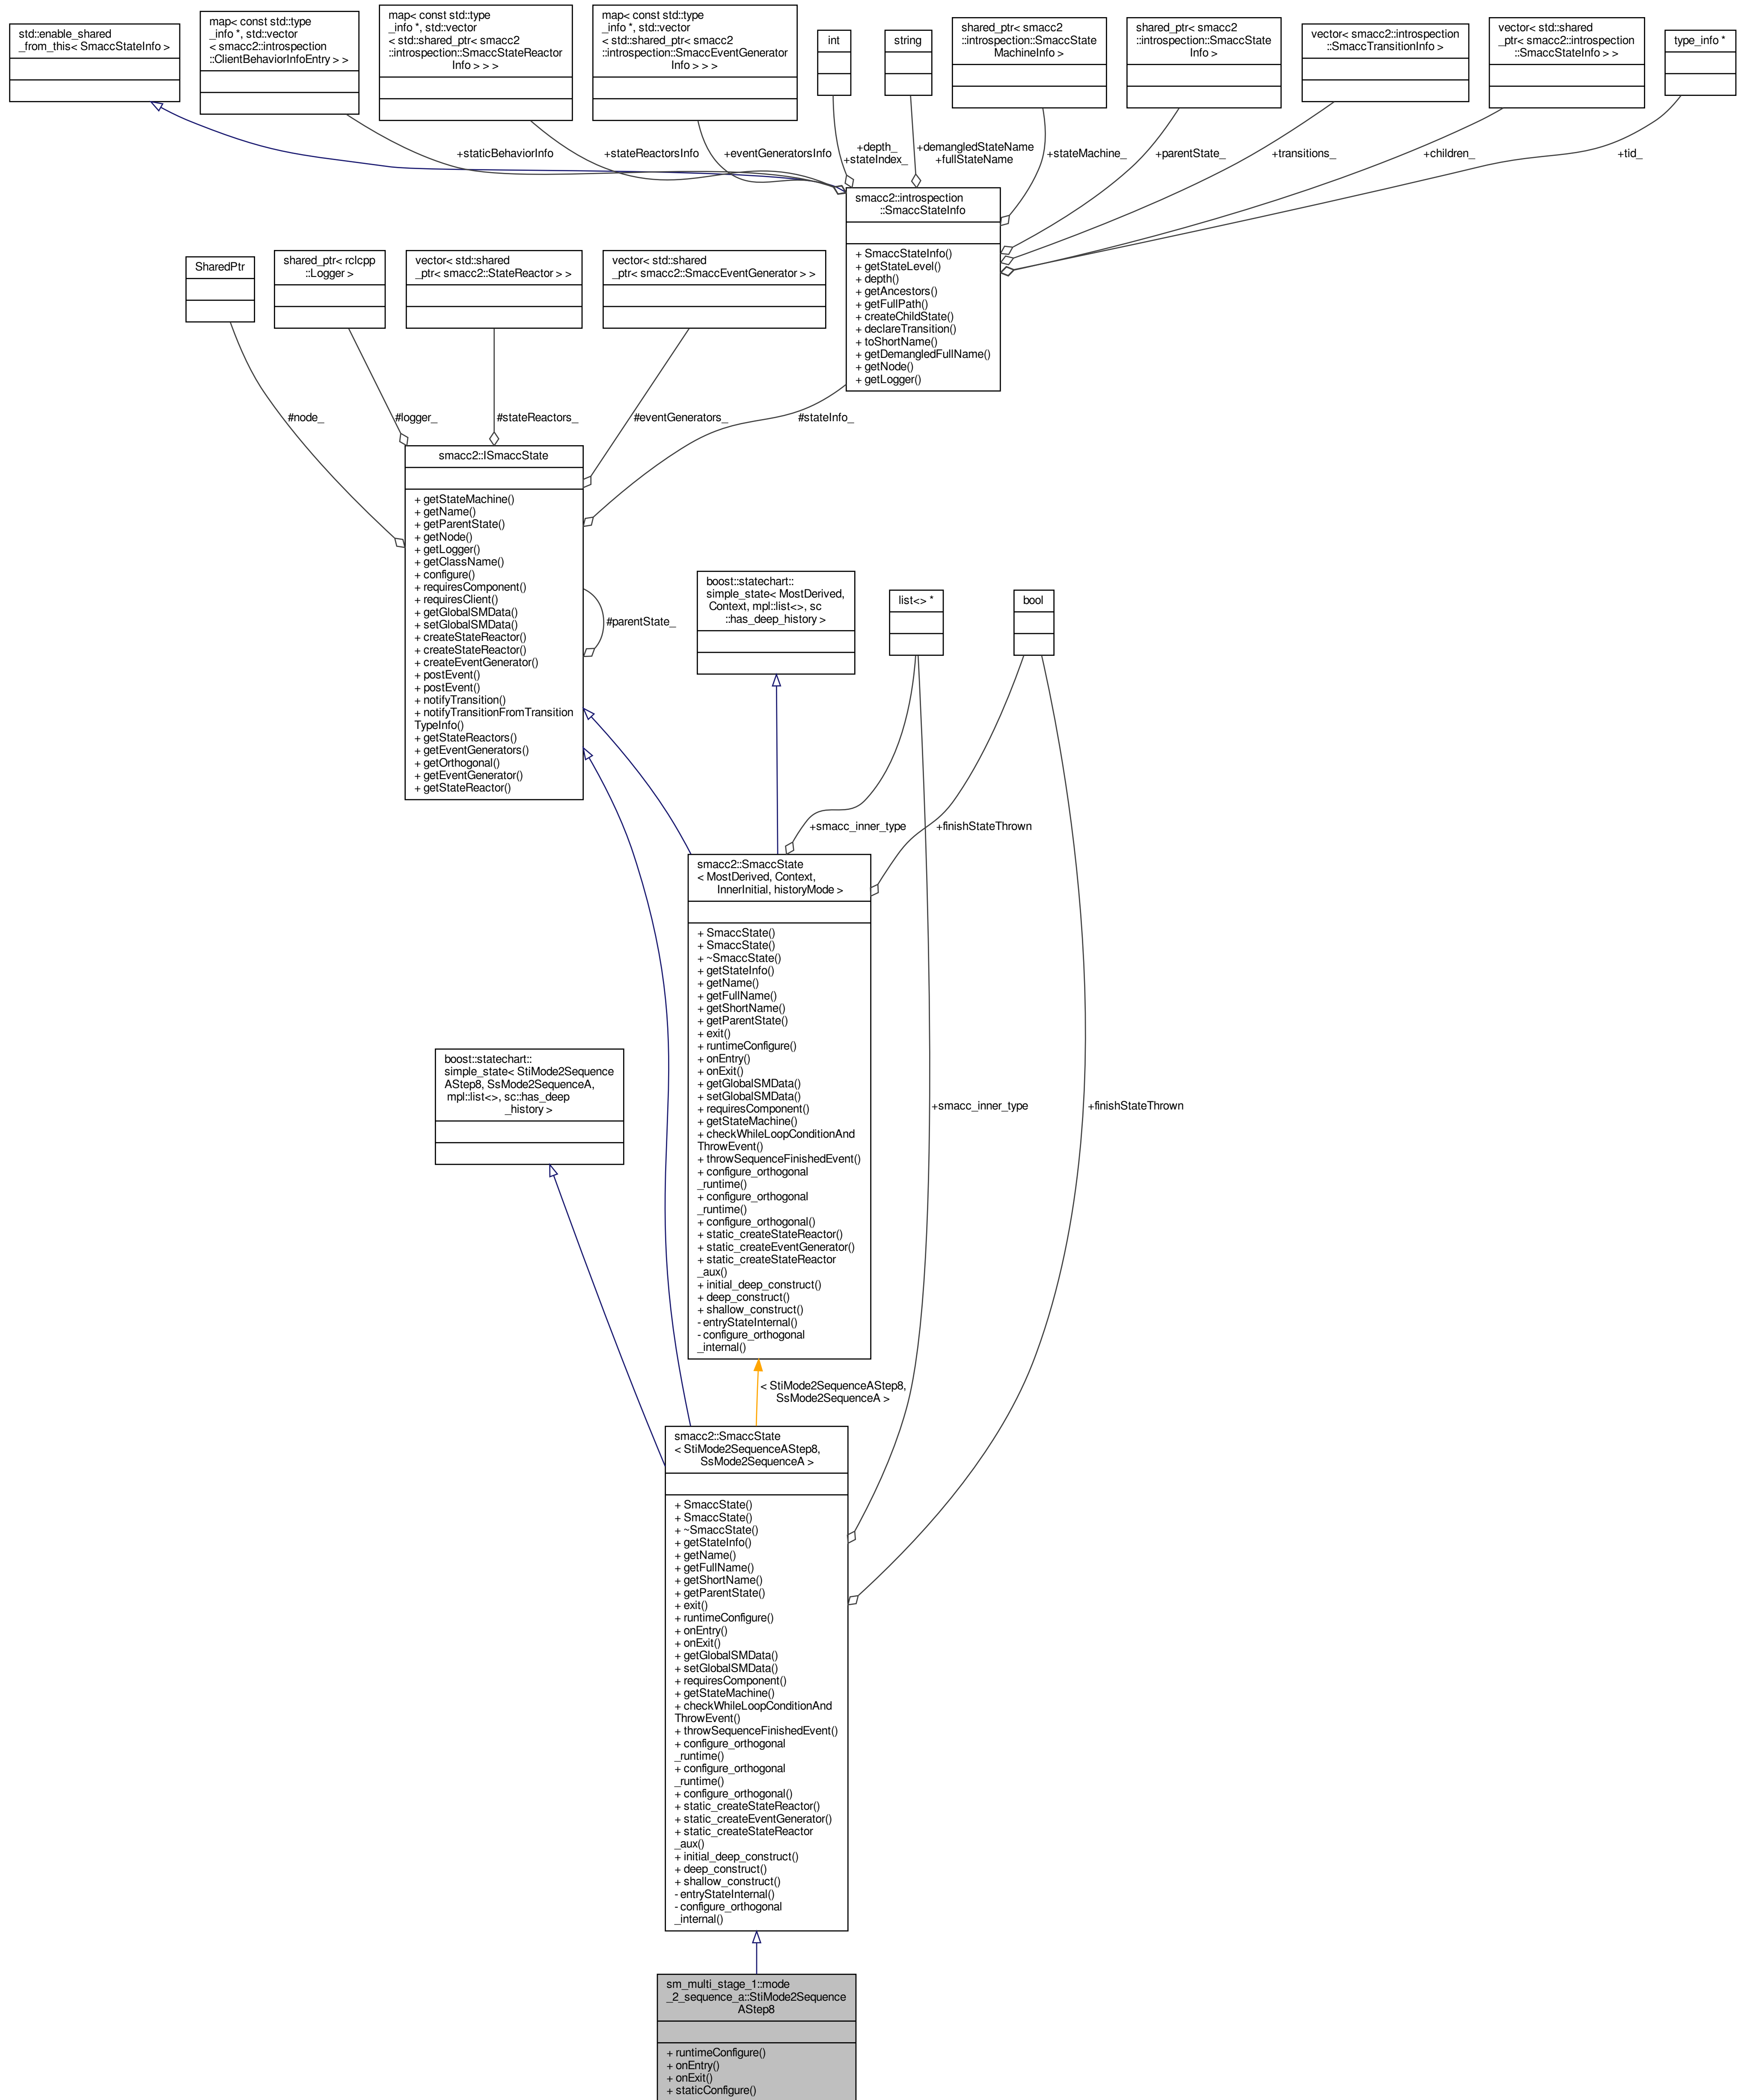 std::enable_shared
_from_this< SmaccStateInfo >
map< const std::type
_info *, std::vector
< smacc2::introspection
::ClientBehaviorInfoEntry > >
map< const std::type
_info *, std::vector
< std::shared_ptr< smacc2
::introspection::SmaccStateReactor
Info > > >
map< const std::type
_info *, std::vector
< std::shared_ptr< smacc2
::introspection::SmaccEventGenerator
Info > > >
int
string
shared_ptr< smacc2
::introspection::SmaccState
MachineInfo >
shared_ptr< smacc2
::introspection::SmaccState
Info >
vector< smacc2::introspection
::SmaccTransitionInfo >
vector< std::shared
_ptr< smacc2::introspection
::SmaccStateInfo > >
type_info *
+staticBehaviorInfo
+stateReactorsInfo
+eventGeneratorsInfo
+depth_
+stateIndex_
+demangledStateName
+fullStateName
+stateMachine_
+parentState_
+transitions_
+children_
+tid_
smacc2::introspection
::SmaccStateInfo
+ SmaccStateInfo()
+ getStateLevel()
+ depth()
+ getAncestors()
+ getFullPath()
+ createChildState()
+ declareTransition()
+ toShortName()
+ getDemangledFullName()
+ getNode()
+ getLogger()
SharedPtr
shared_ptr< rclcpp
::Logger >
vector< std::shared
_ptr< smacc2::StateReactor > >
vector< std::shared
_ptr< smacc2::SmaccEventGenerator > >
#node_
#logger_
#stateReactors_
#eventGenerators_
#stateInfo_
smacc2::ISmaccState
+ getStateMachine()
+ getName()
+ getParentState()
+ getNode()
+ getLogger()
+ getClassName()
+ configure()
+ requiresComponent()
+ requiresClient()
+ getGlobalSMData()
+ setGlobalSMData()
+ createStateReactor()
+ createStateReactor()
+ createEventGenerator()
+ postEvent()
+ postEvent()
+ notifyTransition()
+ notifyTransitionFromTransition
TypeInfo()
+ getStateReactors()
+ getEventGenerators()
+ getOrthogonal()
+ getEventGenerator()
+ getStateReactor()
#parentState_
boost::statechart::
simple_state< MostDerived,
Context, mpl::list<>, sc
::has_deep_history >
list<> *
bool
+smacc_inner_type
+finishStateThrown
smacc2::SmaccState
< MostDerived, Context,
InnerInitial, historyMode >
+ SmaccState()
+ SmaccState()
+ ~SmaccState()
+ getStateInfo()
+ getName()
+ getFullName()
+ getShortName()
+ getParentState()
+ exit()
+ runtimeConfigure()
+ onEntry()
+ onExit()
+ getGlobalSMData()
+ setGlobalSMData()
+ requiresComponent()
+ getStateMachine()
+ checkWhileLoopConditionAnd
ThrowEvent()
+ throwSequenceFinishedEvent()
+ configure_orthogonal
_runtime()
+ configure_orthogonal
_runtime()
+ configure_orthogonal()
+ static_createStateReactor()
+ static_createEventGenerator()
+ static_createStateReactor
_aux()
+ initial_deep_construct()
+ deep_construct()
+ shallow_construct()
- entryStateInternal()
- configure_orthogonal
_internal()
boost::statechart::
simple_state< StiMode2Sequence
AStep8, SsMode2SequenceA,
mpl::list<>, sc::has_deep
_history >
+smacc_inner_type
+finishStateThrown
< StiMode2SequenceAStep8,
SsMode2SequenceA >
smacc2::SmaccState
< StiMode2SequenceAStep8,
SsMode2SequenceA >
+ SmaccState()
+ SmaccState()
+ ~SmaccState()
+ getStateInfo()
+ getName()
+ getFullName()
+ getShortName()
+ getParentState()
+ exit()
+ runtimeConfigure()
+ onEntry()
+ onExit()
+ getGlobalSMData()
+ setGlobalSMData()
+ requiresComponent()
+ getStateMachine()
+ checkWhileLoopConditionAnd
ThrowEvent()
+ throwSequenceFinishedEvent()
+ configure_orthogonal
_runtime()
+ configure_orthogonal
_runtime()
+ configure_orthogonal()
+ static_createStateReactor()
+ static_createEventGenerator()
+ static_createStateReactor
_aux()
+ initial_deep_construct()
+ deep_construct()
+ shallow_construct()
- entryStateInternal()
- configure_orthogonal
_internal()
sm_multi_stage_1::mode
_2_sequence_a::StiMode2Sequence
AStep8
+ runtimeConfigure()
+ onEntry()
+ onExit()
+ staticConfigure()